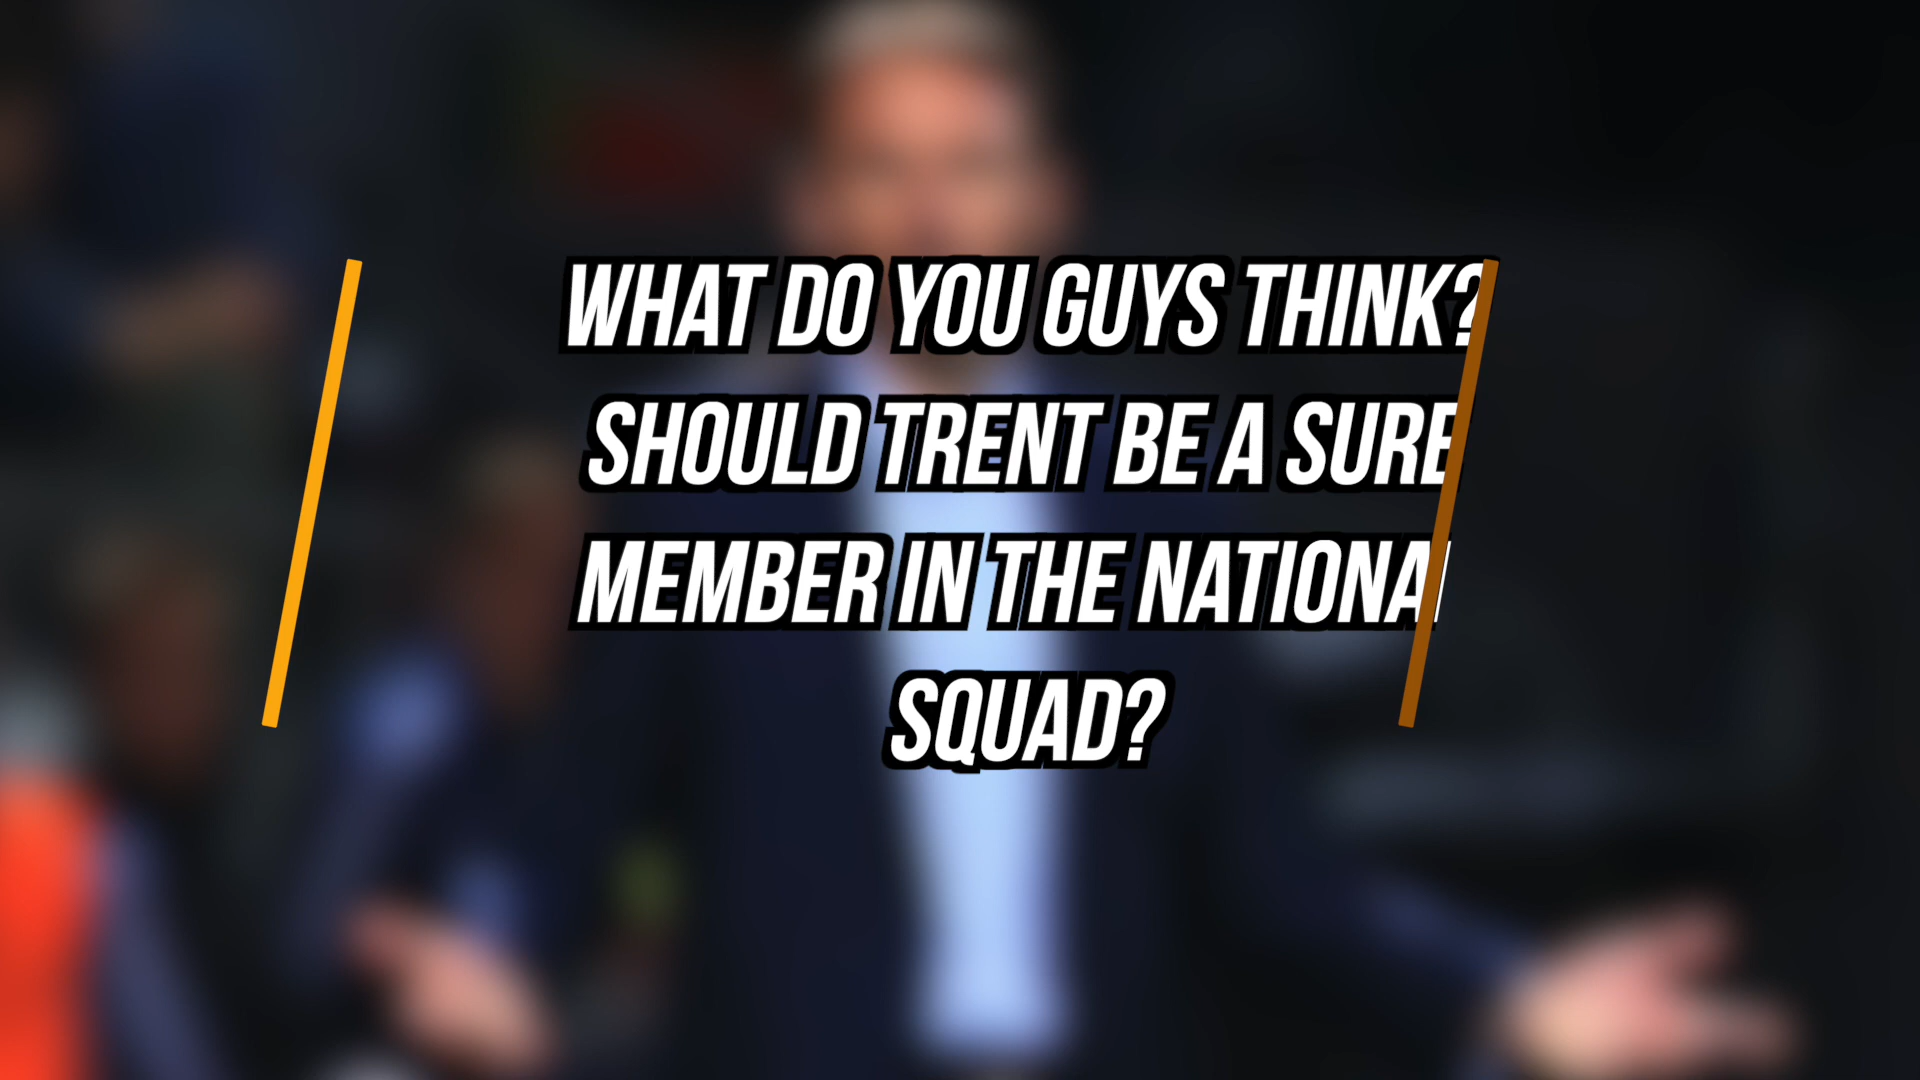 WHAT DO YOU GUYS THINK?
SHOULD TRENT BE A SURE
MEMBER IN THE NATIONAL
SQUAD?